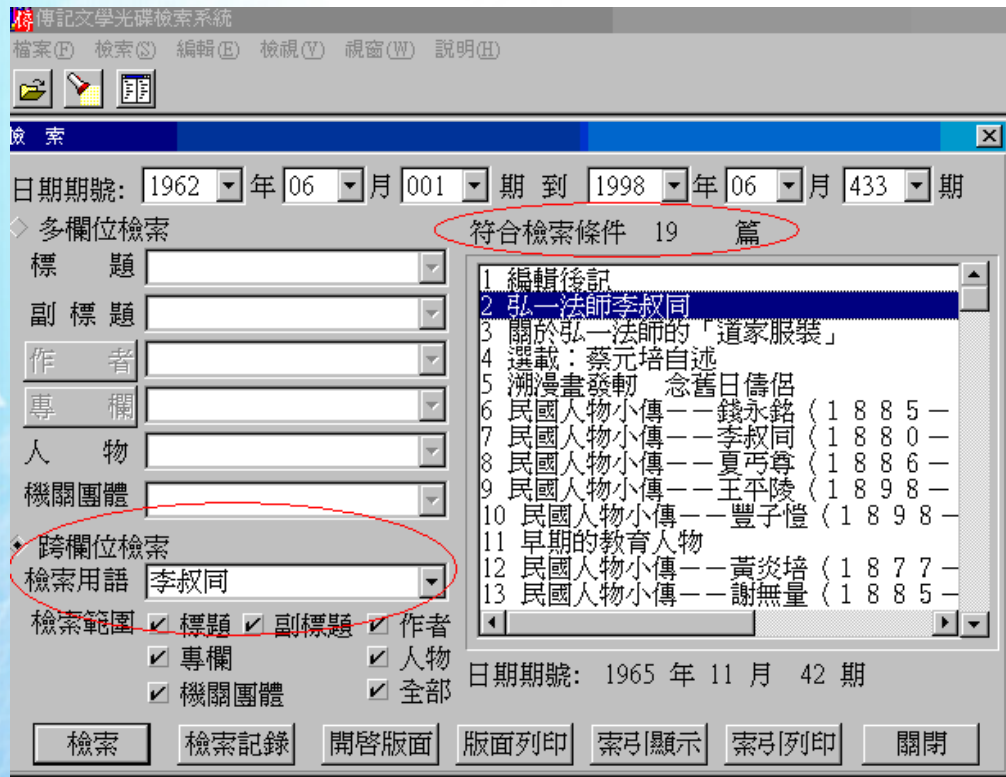 傳記文學光碟檢索系統
檔案(F) 檢索(S) 編輯(E) 檢視(V) 視窗(W) 說明(H)
檢 索
日期期號: 1962 年 06 月 001 期 到 1998 年 06 月 433 期
多欄位檢索
標 題
副 標 題
作 者
專 欄
人 物
機關團體
跨欄位檢索
檢索用語 李叔同
檢索範圍 標題 副標題 作者
專欄 人物
機關團體 全部
符合檢索條件 19 篇
1 編輯後記
2 弘一法師李叔同
3 關於弘一法師的「道家服裝」
4 選載：蔡元培自述
5 溯漫畫發軔 念舊日儔侶
6 民國人物小傳——錢永銘（1885—
7 民國人物小傳——李叔同（1880—
8 民國人物小傳——夏丏尊（1886—
9 民國人物小傳——王平陵（1898—
10 民國人物小傳——豐子愷（1898—
11 早期的教育人物
12 民國人物小傳——黃炎培（1877—
13 民國人物小傳——謝無量（1885—
日期期號: 1965 年 11 月 42 期
檢索 檢索記錄 開啓版面 版面列印 索引顯示 索引列印 關閉